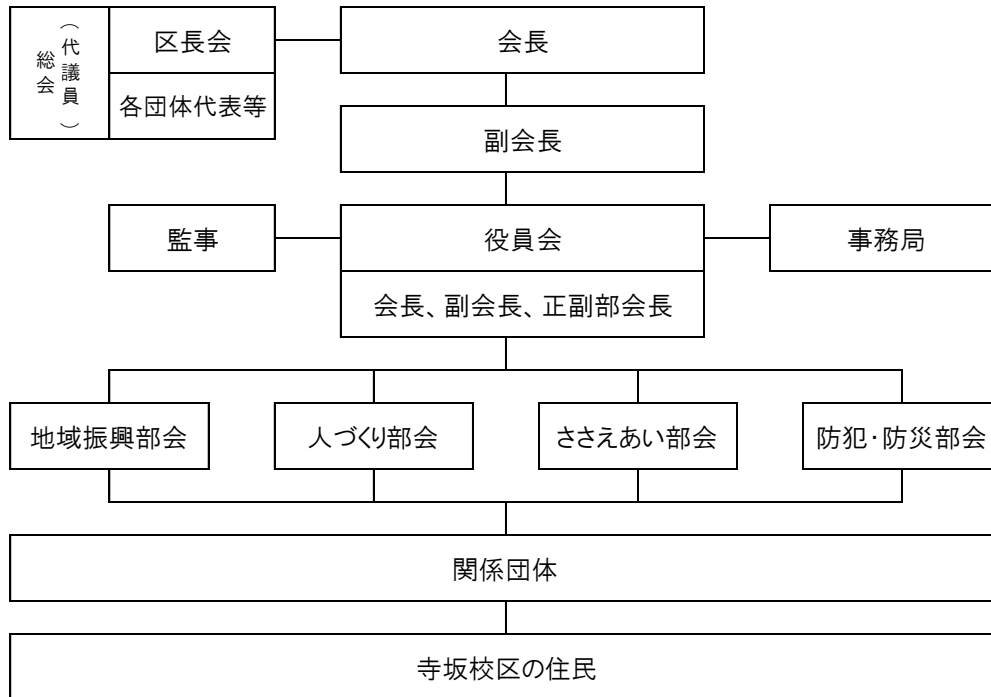 総会
（代議員）
区長会
会長
各団体代表等
副会長
監事
役員会
事務局
会長、副会長、正副部会長
地域振興部会
人づくり部会
ささえあい部会
防犯・防災部会
関係団体
寺坂校区の住民